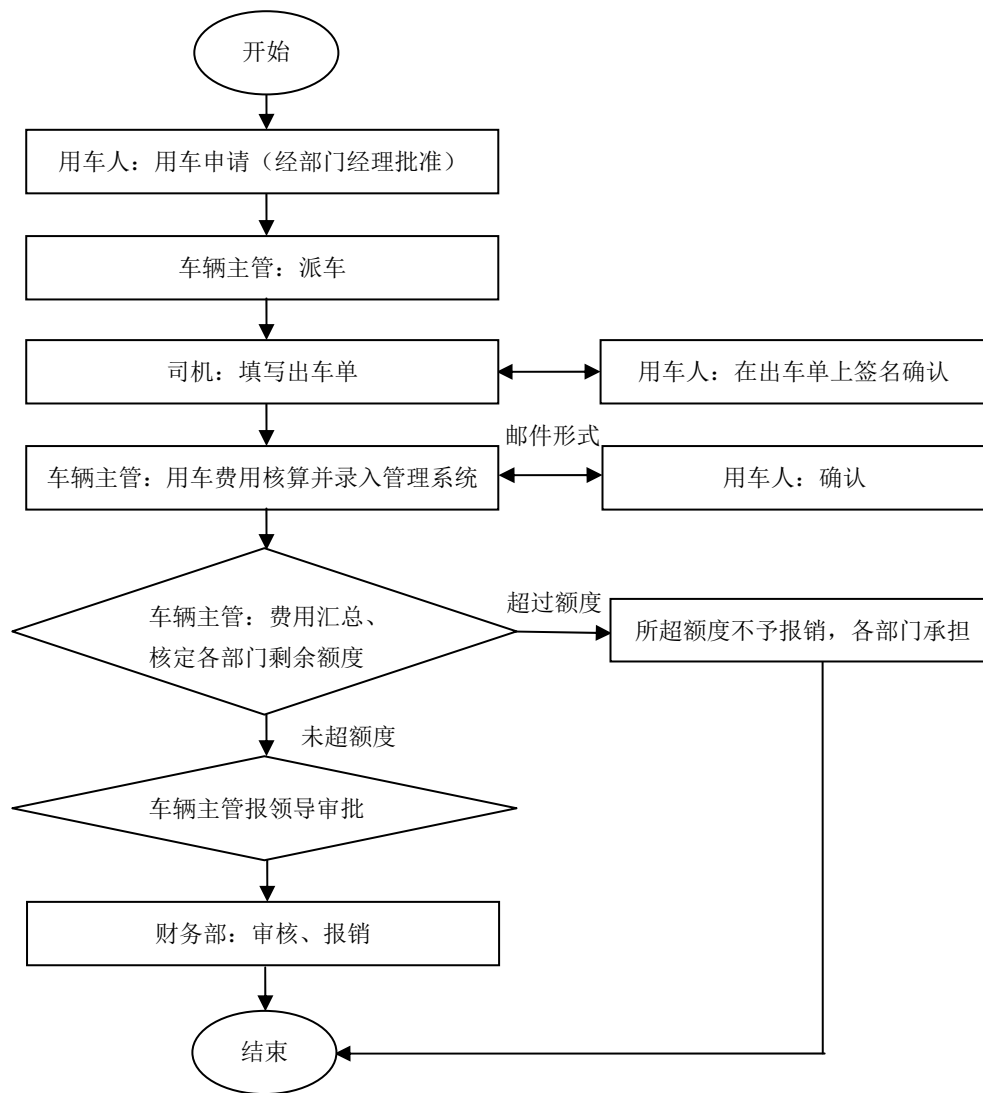 开始
用车人：用车申请（经部门经理批准）
车辆主管：派车
司机：填写出车单
用车人：在出车单上签名确认
邮件形式
车辆主管：用车费用核算并录入管理系统
用车人：确认
车辆主管：费用汇总、
核定各部门剩余额度
超过额度
所超额度不予报销，各部门承担
未超额度
车辆主管报领导审批
财务部：审核、报销
结束